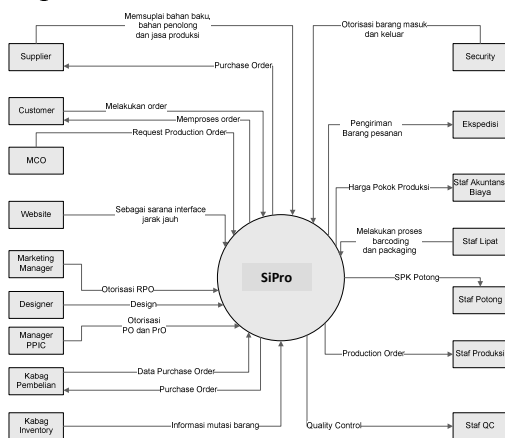 Memsuplai bahan baku,
bahan penolong
dan jasa produksi
Otorisasi barang masuk
dan keluar
Supplier
Security
Purchase Order
Customer
Melakukan order
Memproses order
Request Production Order
MCO
Pengiriman
Barang pesanan
Ekspedisi
Harga Pokok Produksi
Staf Akuntans
Biaya
Website
Sebagai sarana interface
jarak jauh
Melakukan proses
barcoding
dan packaging
Staf Lipat
Marketing
Manager
Otorisasi RPO
SiPro
SPK Potong
Staf Potong
Designer
Design
Manager
PPIC
Otorisasi
PO dan PrO
Production Order
Staf Produksi
Kabag
Pembelian
Data Purchase Order
Purchase Order
Kabag
Inventory
Informasi mutasi barang
Quality Control
Staf QC